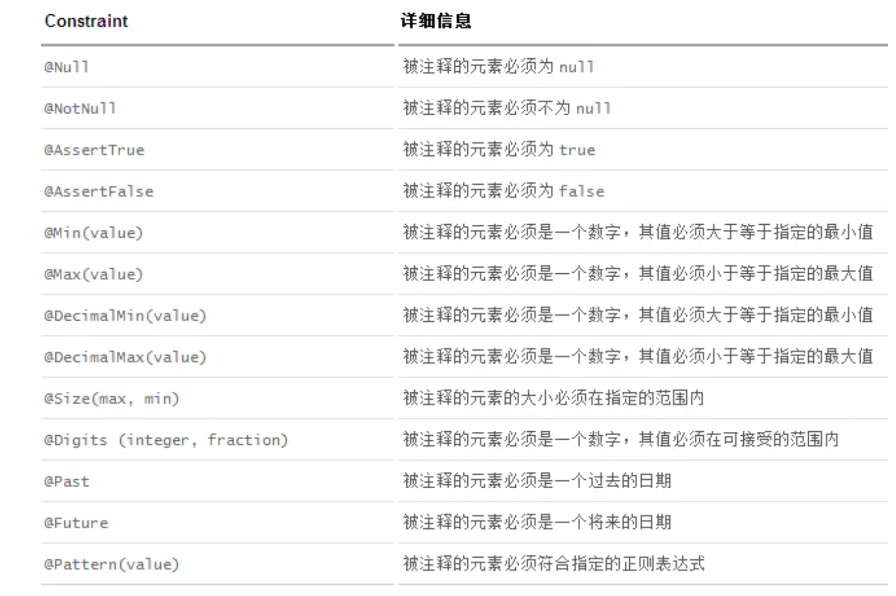 Constraint 详细信息
@Null 被注释的元素必须为 null
@NotNull 被注释的元素必须不为 null
@AssertTrue 被注释的元素必须为 true
@AssertFalse 被注释的元素必须为 false
@Min(value) 被注释的元素必须是一个数字，其值必须大于等于指定的最小值
@Max(value) 被注释的元素必须是一个数字，其值必须小于等于指定的最大值
@DecimalMin(value) 被注释的元素必须是一个数字，其值必须大于等于指定的最小值
@DecimalMax(value) 被注释的元素必须是一个数字，其值必须小于等于指定的最大值
@Size(max, min) 被注释的元素的大小必须在指定的范围内
@Digits (integer, fraction) 被注释的元素必须是一个数字，其值必须在可接受的范围内
@Past 被注释的元素必须是一个过去的日期
@Future 被注释的元素必须是一个将来的日期
@Pattern(value) 被注释的元素必须符合指定的正则表达式